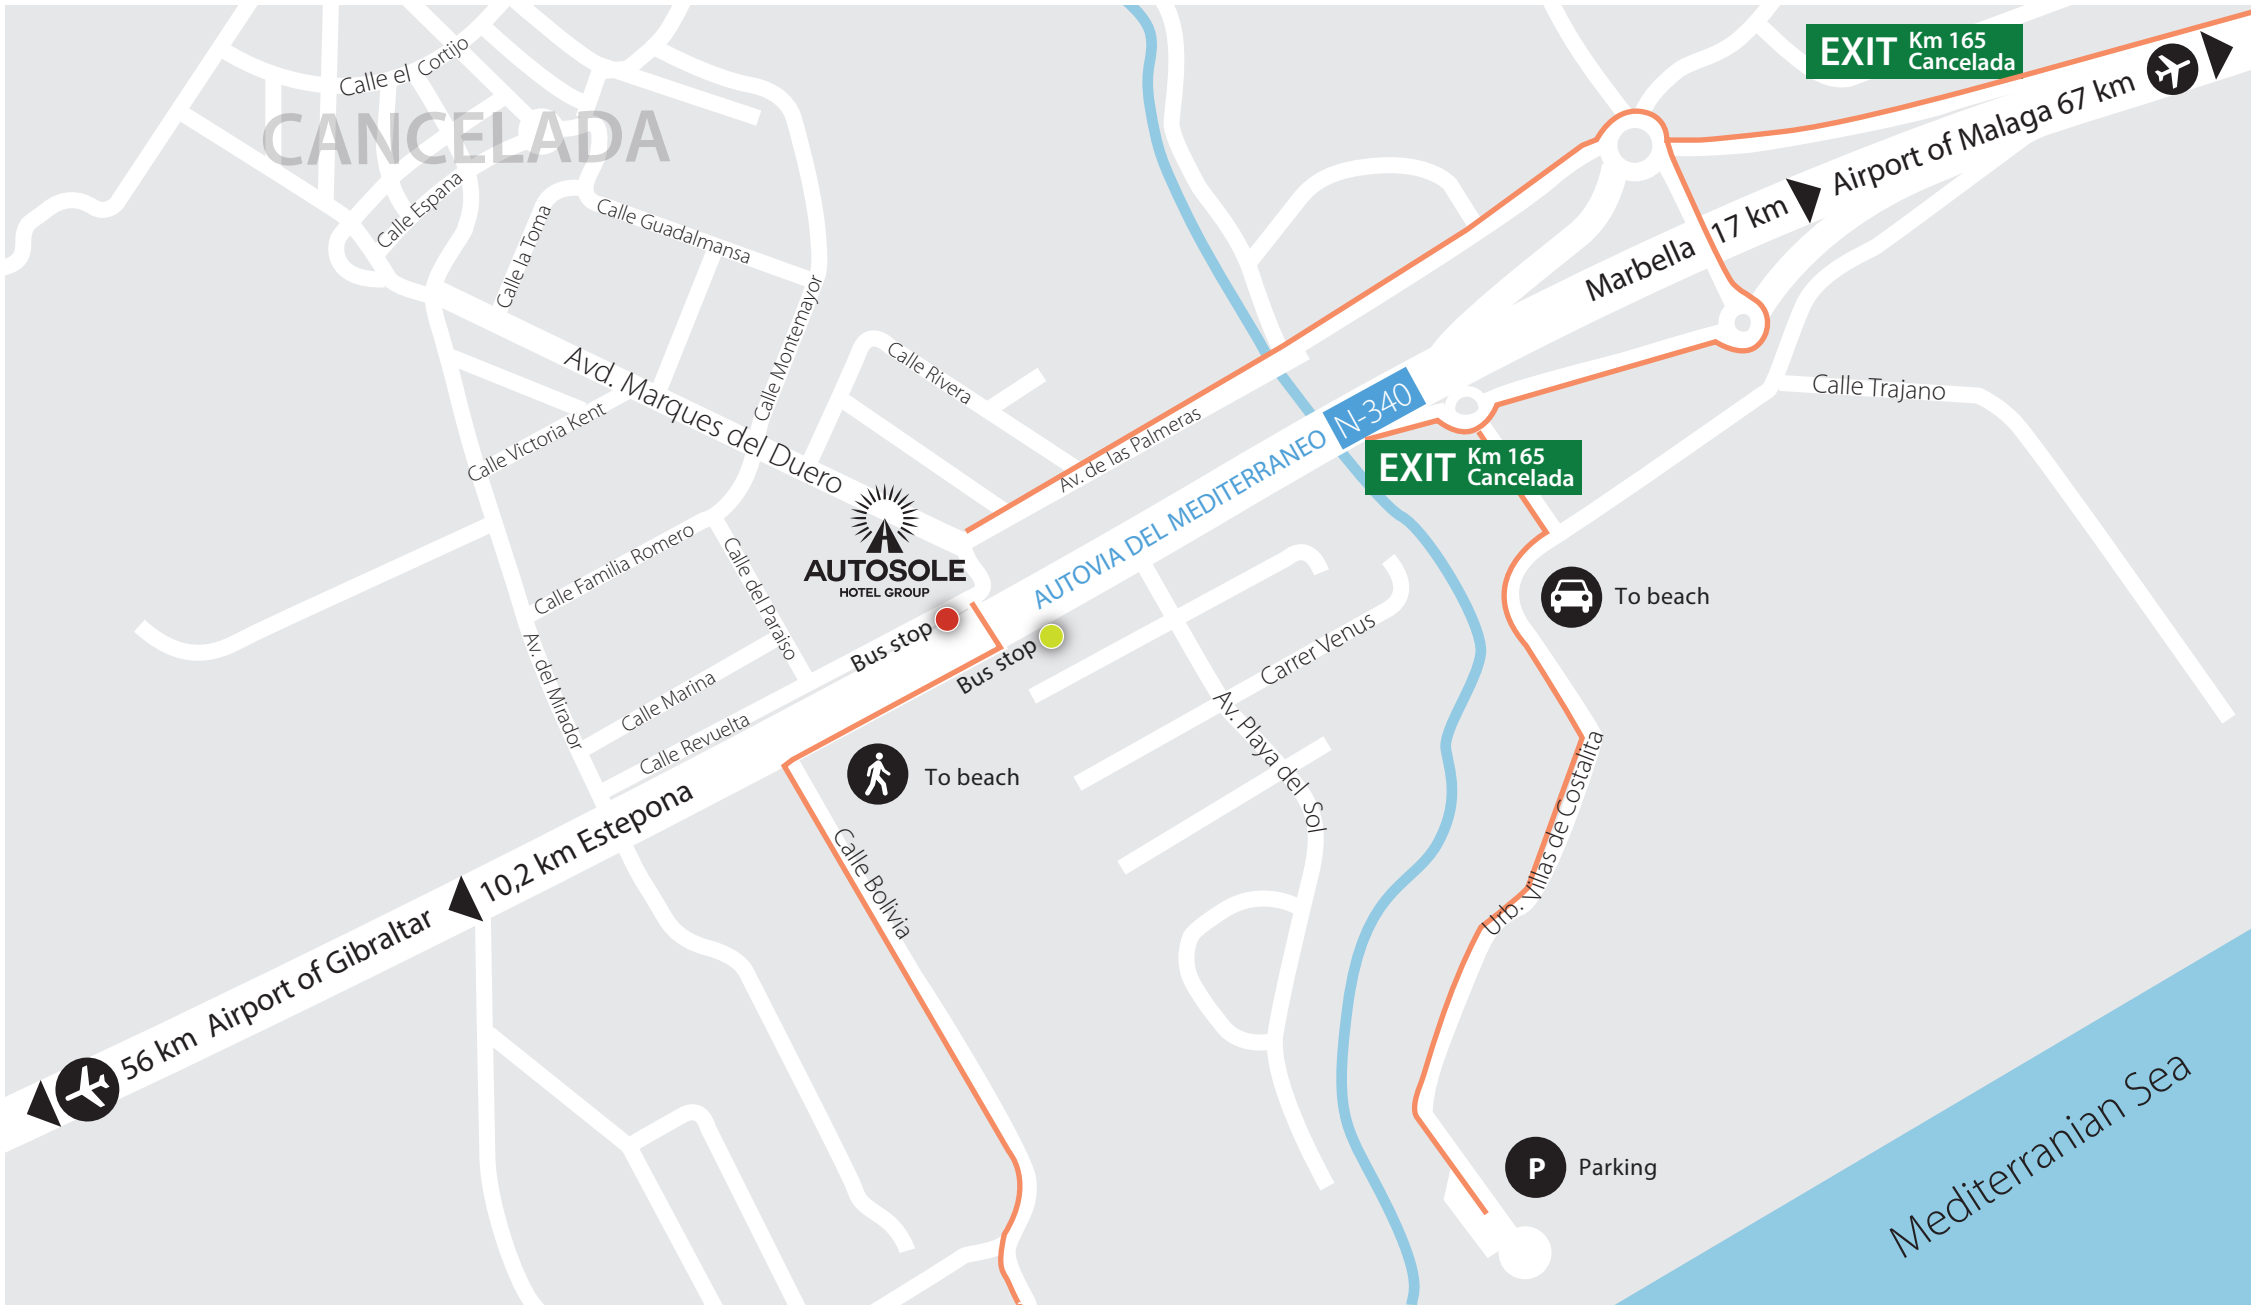 EXIT Km 165
Cancelada
Calle el Cortijo
CANCELADA
Calle Espana
Calle la Toma
Calle Guadalmansa
Calle Montemayor
Airport of Malaga 67 km
17 km
Marbella
Calle Rivera
Avd. Marques del Duero
Calle Victoria Kent
Av. de las Palmeras
AUTOVIA DEL MEDITERRANEO
N-340
Calle Trajano
EXIT Km 165
Cancelada
AUTOSOLE
HOTEL GROUP
Calle Familia Romero
Calle del Paraiso
Av. del Mirador
Calle Marina
Calle Revuelta
Bus stop
Bus stop
To beach
To beach
Carrer Venus
Av. Playa del Sol
Calle Bolivia
Urb. Villas de Costalita
10,2 km Estepona
56 km Airport of Gibraltar
P
Parking
Mediterranian Sea